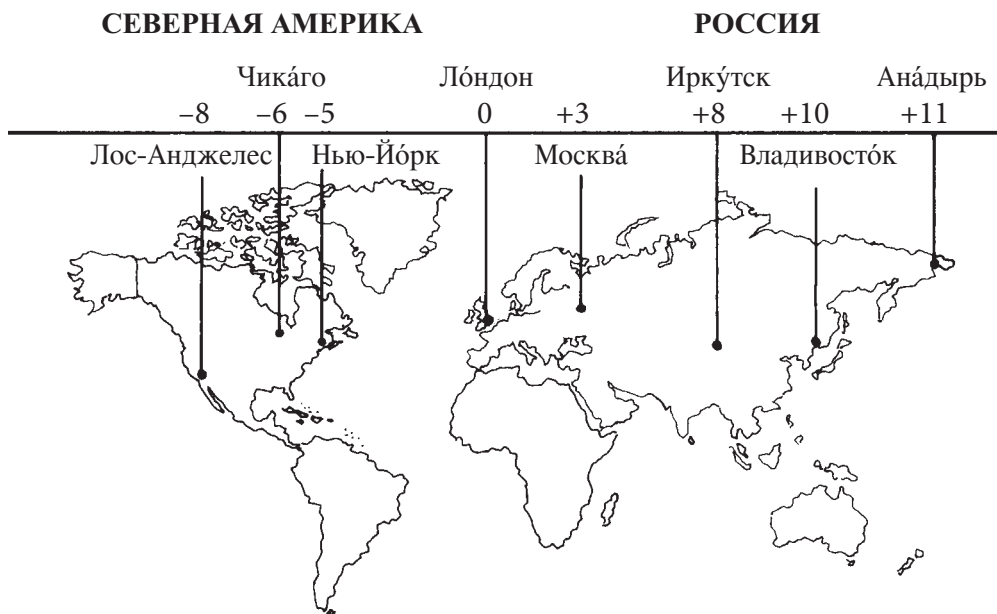 СЕВЕРНАЯ АМЕРИКА РОССИЯ
Чика́го Ло́ндон Ирку́тск Ана́дырь
−8 −6 −5 0 +3 +8 +10 +11
Лос-Анджелес Нью-Йо́рк Москва́ Владивосто́к